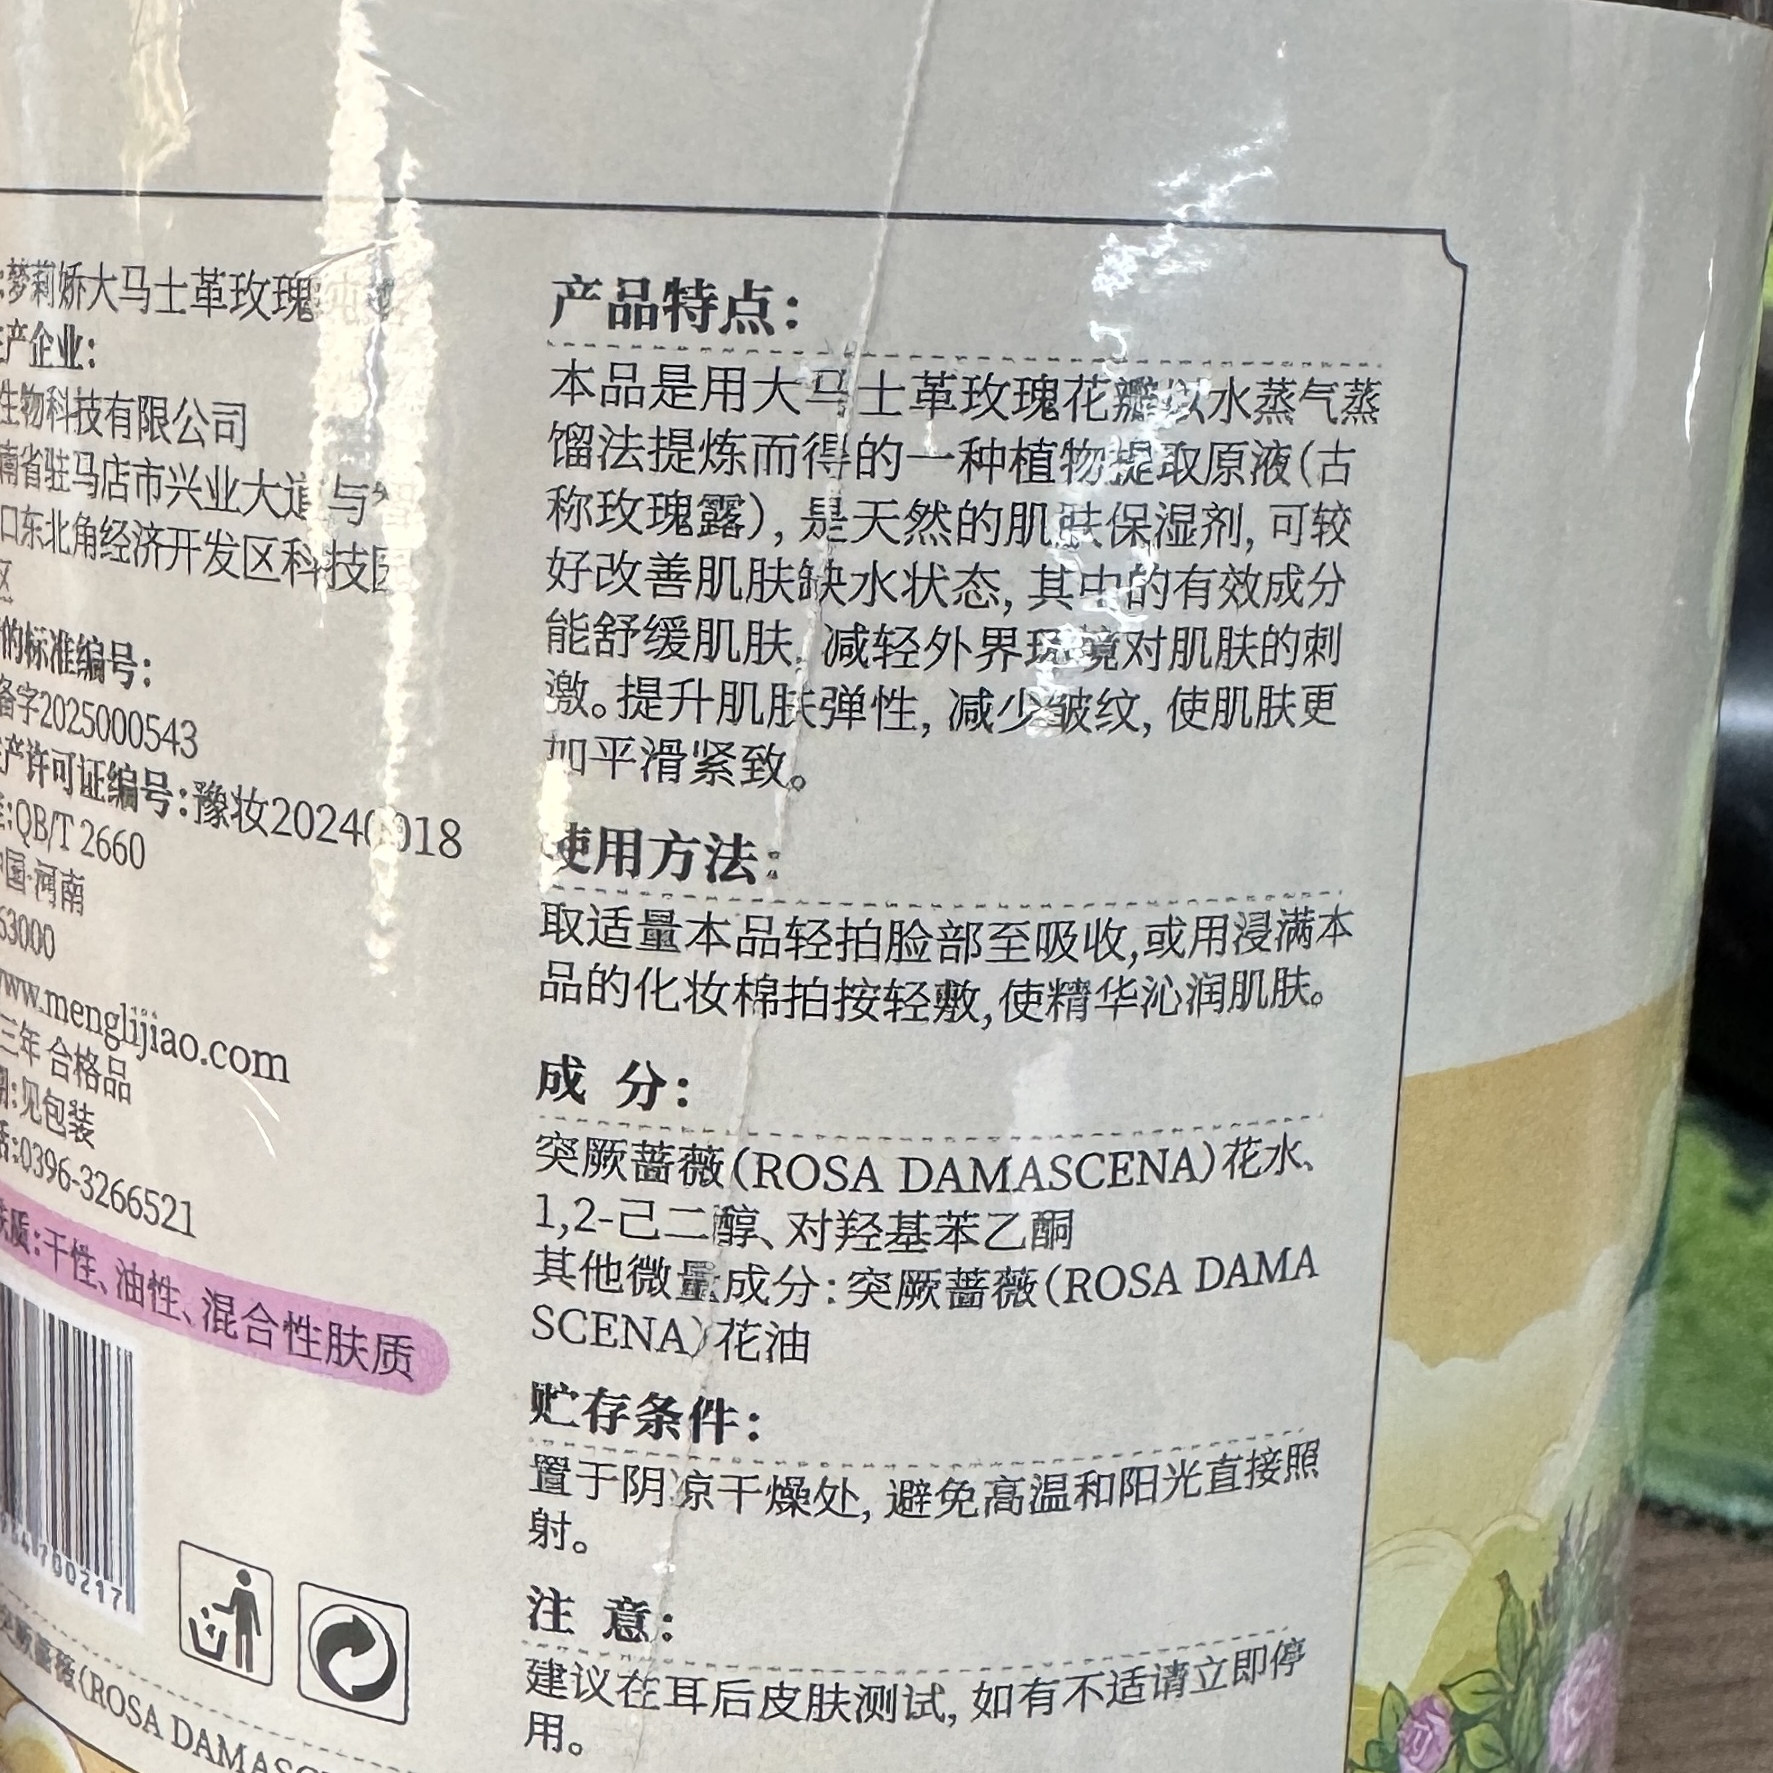 梦莉娇大马士革玫瑰
产企业：
生物科技有限公司
南省驻马店市兴业大道与
口东北角经济开发区科技园
区
的标准编号：
备字2025000543
产许可证编号：豫妆20240018
：QB/T 2660
中国·河南
63000
www.menglijiao.com
三年 合格品
期：见包装
话：0396-3266521
肤质：干性、油性、混合性肤质
00217
突厥蔷薇（ROSA DAMASC
产品特点：
本品是用大马士革玫瑰花瓣以水蒸气蒸
馏法提炼而得的一种植物提取原液（古
称玫瑰露），是天然的肌肤保湿剂，可较
好改善肌肤缺水状态，其中的有效成分
能舒缓肌肤，减轻外界环境对肌肤的刺
激。提升肌肤弹性，减少皱纹，使肌肤更
加平滑紧致。
使用方法：
取适量本品轻拍脸部至吸收，或用浸满本
品的化妆棉拍按轻敷，使精华沁润肌肤。
成 分：
突厥蔷薇（ROSA DAMASCENA）花水、
1,2-己二醇、对羟基苯乙酮
其他微量成分：突厥蔷薇（ROSA DAMA
SCENA）花油
贮存条件：
置于阴凉干燥处，避免高温和阳光直接照
射。
注 意：
建议在耳后皮肤测试，如有不适请立即停
用。